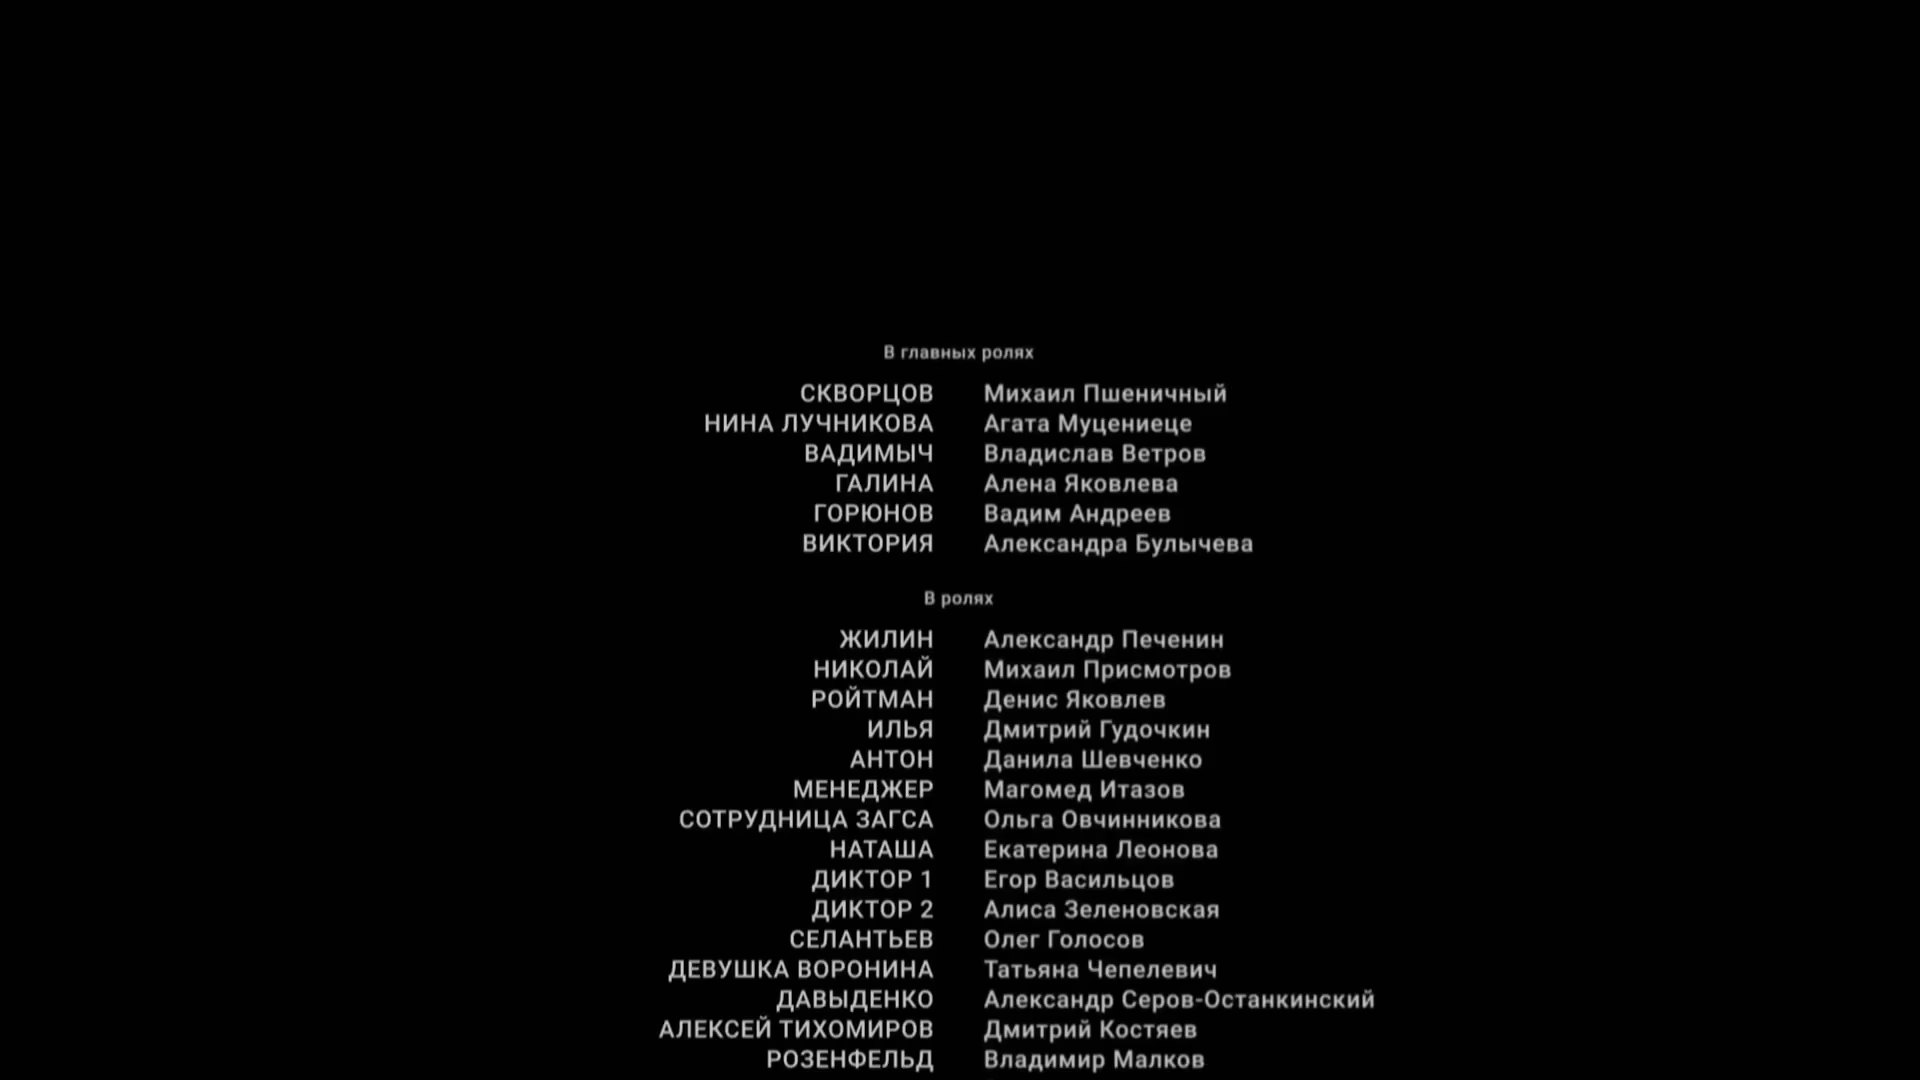 В главных ролях
СКВОРЦОВ Михаил Пшеничный
НИНА ЛУЧНИКОВА Агата Муцениеце
ВАДИМЫЧ Владислав Ветров
ГАЛИНА Алена Яковлева
ГОРЮНОВ Вадим Андреев
ВИКТОРИЯ Александра Булычева
В ролях
ЖИЛИН Александр Печенин
НИКОЛАЙ Михаил Присмотров
РОЙТМАН Денис Яковлев
ИЛЬЯ Дмитрий Гудочкин
АНТОН Данила Шевченко
МЕНЕДЖЕР Магомед Итазов
СОТРУДНИЦА ЗАГСА Ольга Овчинникова
НАТАША Екатерина Леонова
ДИКТОР 1 Егор Васильцов
ДИКТОР 2 Алиса Зеленовская
СЕЛАНТЬЕВ Олег Голосов
ДЕВУШКА ВОРОНИНА Татьяна Чепелевич
ДАВЫДЕНКО Александр Серов-Останкинский
АЛЕКСЕЙ ТИХОМИРОВ Дмитрий Костяев
РОЗЕНФЕЛЬД Владимир Малков